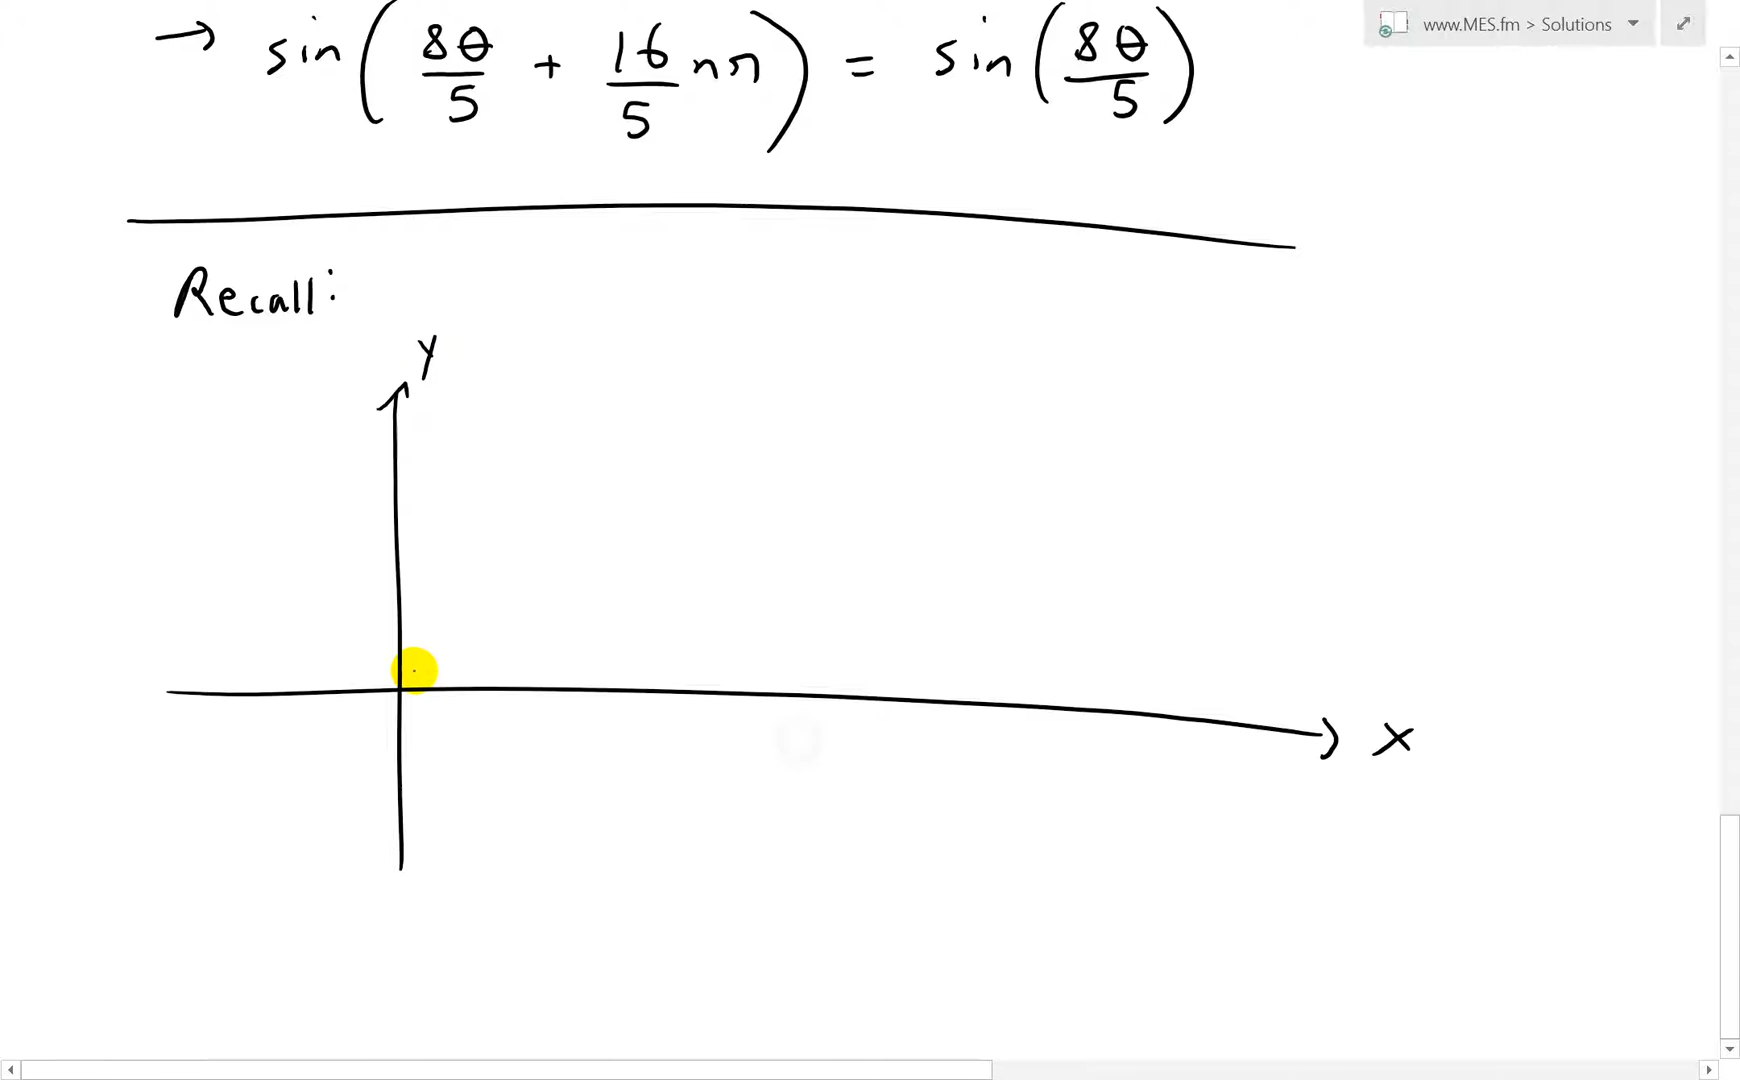 www.MES.fm > Solutions
→ sin(8θ/5 + 16/5 nπ) = sin(8θ/5)
Recall:
y
x